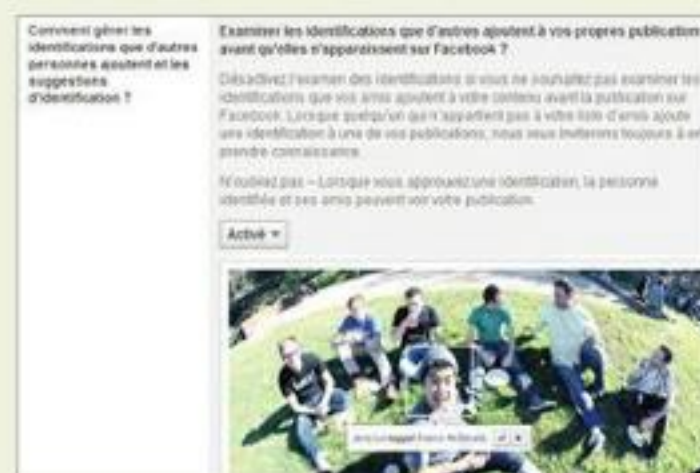 Comment gérer les
identifications que d'autres
personnes ajoutent et les
suggestions
d'identification ?
Examiner les identifications que d'autres ajoutent à vos propres publications
avant qu'elles n'apparaissent sur Facebook ?
Désactivez l'examen des identifications si vous ne souhaitez pas examiner les
identifications que vos amis ajoutent à votre contenu avant la publication sur
Facebook. Lorsque quelqu'un qui n'appartient pas à votre liste d'amis ajoute
une identification à une de vos publications, nous vous inviterons toujours à en
prendre connaissance.
N'oubliez pas – Lorsque vous approuvez une identification, la personne
identifiée et ses amis peuvent voir votre publication.
Activé